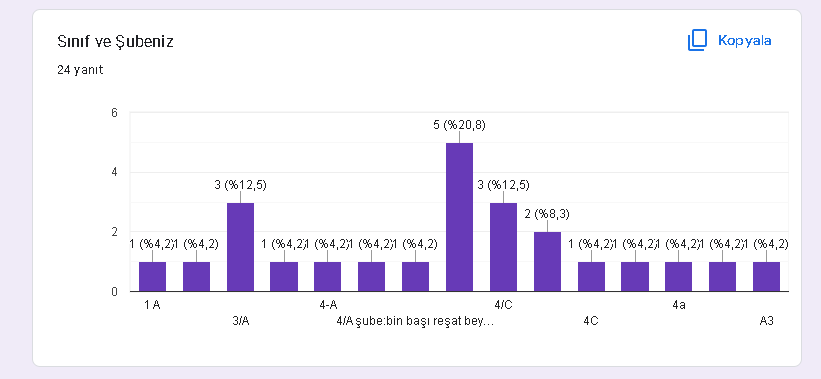 Sınıf ve Şubeniz
Kopyala
24 yanıt
6
4
2
0
1 (%4,2)
1 (%4,2)
3 (%12,5)
1 (%4,2)
1 (%4,2)
1 (%4,2)
1 (%4,2)
5 (%20,8)
3 (%12,5)
2 (%8,3)
1 (%4,2)
1 (%4,2)
1 (%4,2)
1 (%4,2)
1 (%4,2)
1 A
3/A
4-A
4/A şube:bin başı reşat bey...
4/C
4C
4a
A3